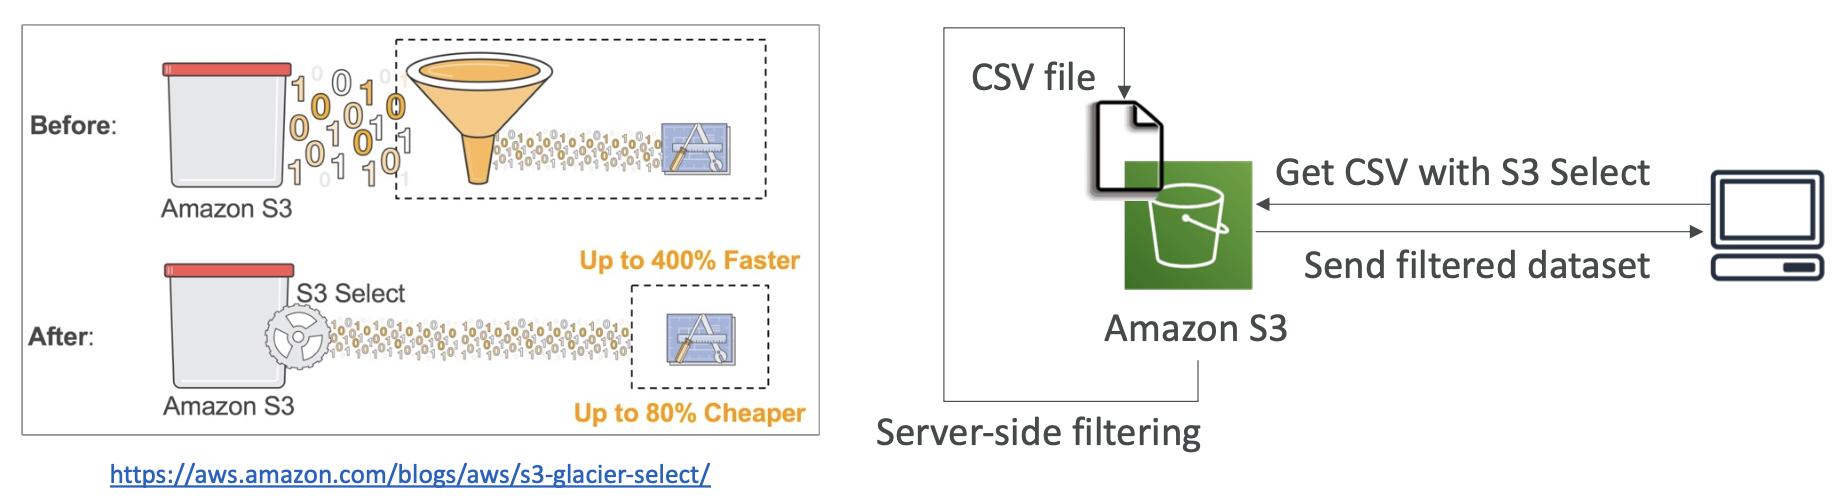 Before:
Amazon S3
Up to 400% Faster
S3 Select
After:
Amazon S3
Up to 80% Cheaper
https://aws.amazon.com/blogs/aws/s3-glacier-select/
CSV file
Get CSV with S3 Select
Send filtered dataset
Amazon S3
Server-side filtering